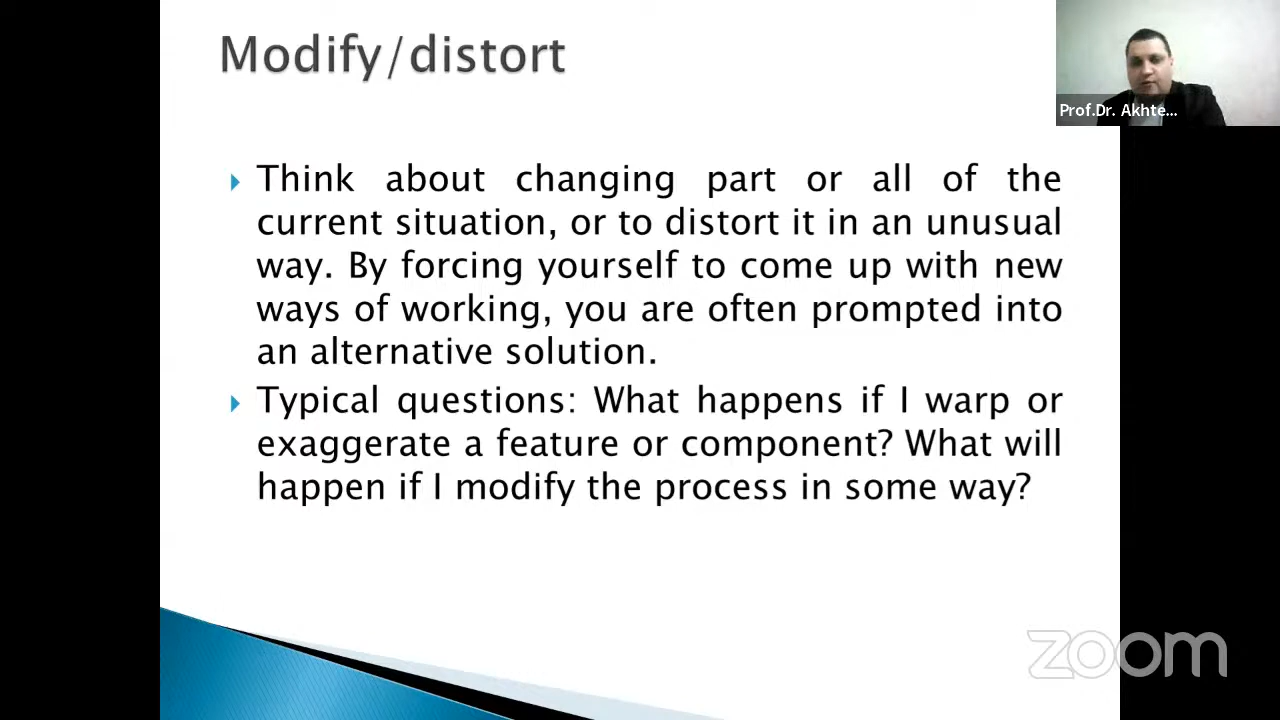 Modify/distort
Prof.Dr. Akhte...
Think about changing part or all of the
current situation, or to distort it in an unusual
way. By forcing yourself to come up with new
ways of working, you are often prompted into
an alternative solution.
Typical questions: What happens if I warp or
exaggerate a feature or component? What will
happen if I modify the process in some way?
zoom